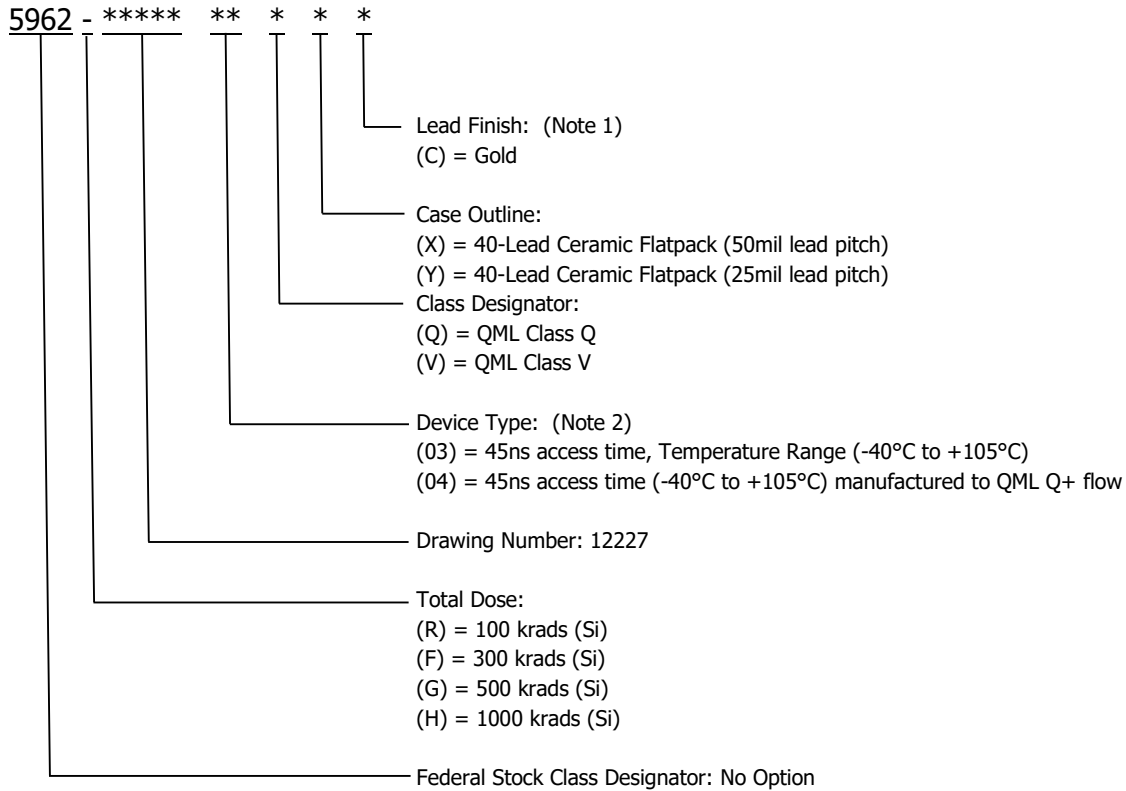 5962 - ***** ** * * *
Lead Finish: (Note 1)
(C) = Gold
Case Outline:
(X) = 40-Lead Ceramic Flatpack (50mil lead pitch)
(Y) = 40-Lead Ceramic Flatpack (25mil lead pitch)
Class Designator:
(Q) = QML Class Q
(V) = QML Class V
Device Type: (Note 2)
(03) = 45ns access time, Temperature Range (-40°C to +105°C)
(04) = 45ns access time (-40°C to +105°C) manufactured to QML Q+ flow
Drawing Number: 12227
Total Dose:
(R) = 100 krads (Si)
(F) = 300 krads (Si)
(G) = 500 krads (Si)
(H) = 1000 krads (Si)
Federal Stock Class Designator: No Option